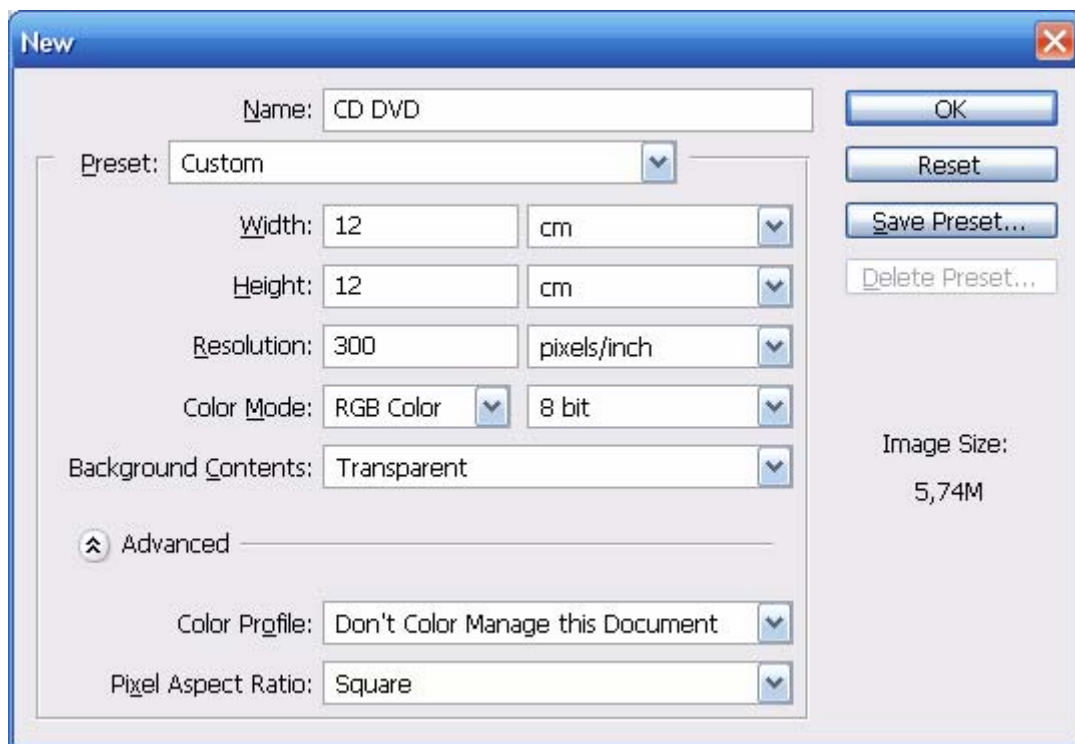 New
Name: CD DVD
OK
Preset: Custom
Reset
Width: 12 cm
Save Preset...
Height: 12 cm
Delete Preset...
Resolution: 300 pixels/inch
Color Mode: RGB Color 8 bit
Image Size:
Background Contents: Transparent
5,74M
Advanced
Color Profile: Don't Color Manage this Document
Pixel Aspect Ratio: Square